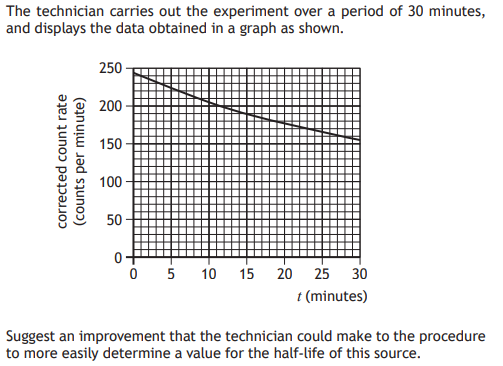 The technician carries out the experiment over a period of 30 minutes,
and displays the data obtained in a graph as shown.
250
200
150
100
50
0
corrected count rate
(counts per minute)
0 5 10 15 20 25 30
t (minutes)
Suggest an improvement that the technician could make to the procedure
to more easily determine a value for the half-life of this source.